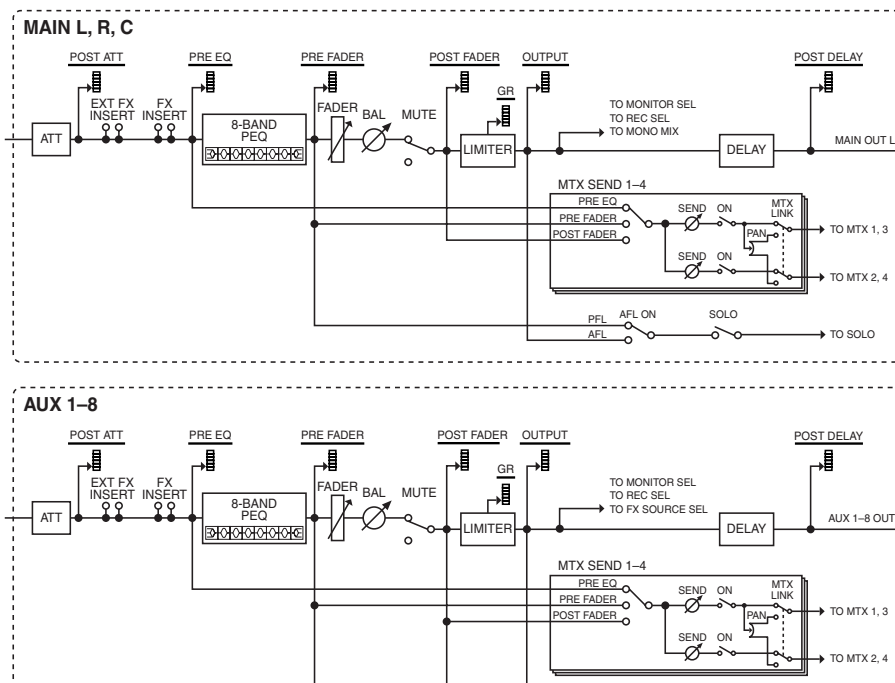 MAIN L, R, C
POST ATT PRE EQ PRE FADER POST FADER OUTPUT POST DELAY
GR
EXT FX INSERT
FX INSERT
8-BAND PEQ
FADER BAL MUTE
TO MONITOR SEL
TO REC SEL
TO MONO MIX
ATT LIMITER DELAY MAIN OUT L
MTX SEND 1–4
PRE EQ
PRE FADER
POST FADER
SEND ON
PAN
MTX LINK
SEND ON
TO MTX 1, 3
TO MTX 2, 4
PFL AFL ON SOLO
AFL
TO SOLO
AUX 1–8
POST ATT PRE EQ PRE FADER POST FADER OUTPUT POST DELAY
GR
EXT FX INSERT
FX INSERT
8-BAND PEQ
FADER BAL MUTE
TO MONITOR SEL
TO REC SEL
TO FX SOURCE SEL
ATT LIMITER DELAY AUX 1–8 OUT
MTX SEND 1–4
PRE EQ
PRE FADER
POST FADER
SEND ON
PAN
MTX LINK
SEND ON
TO MTX 1, 3
TO MTX 2, 4